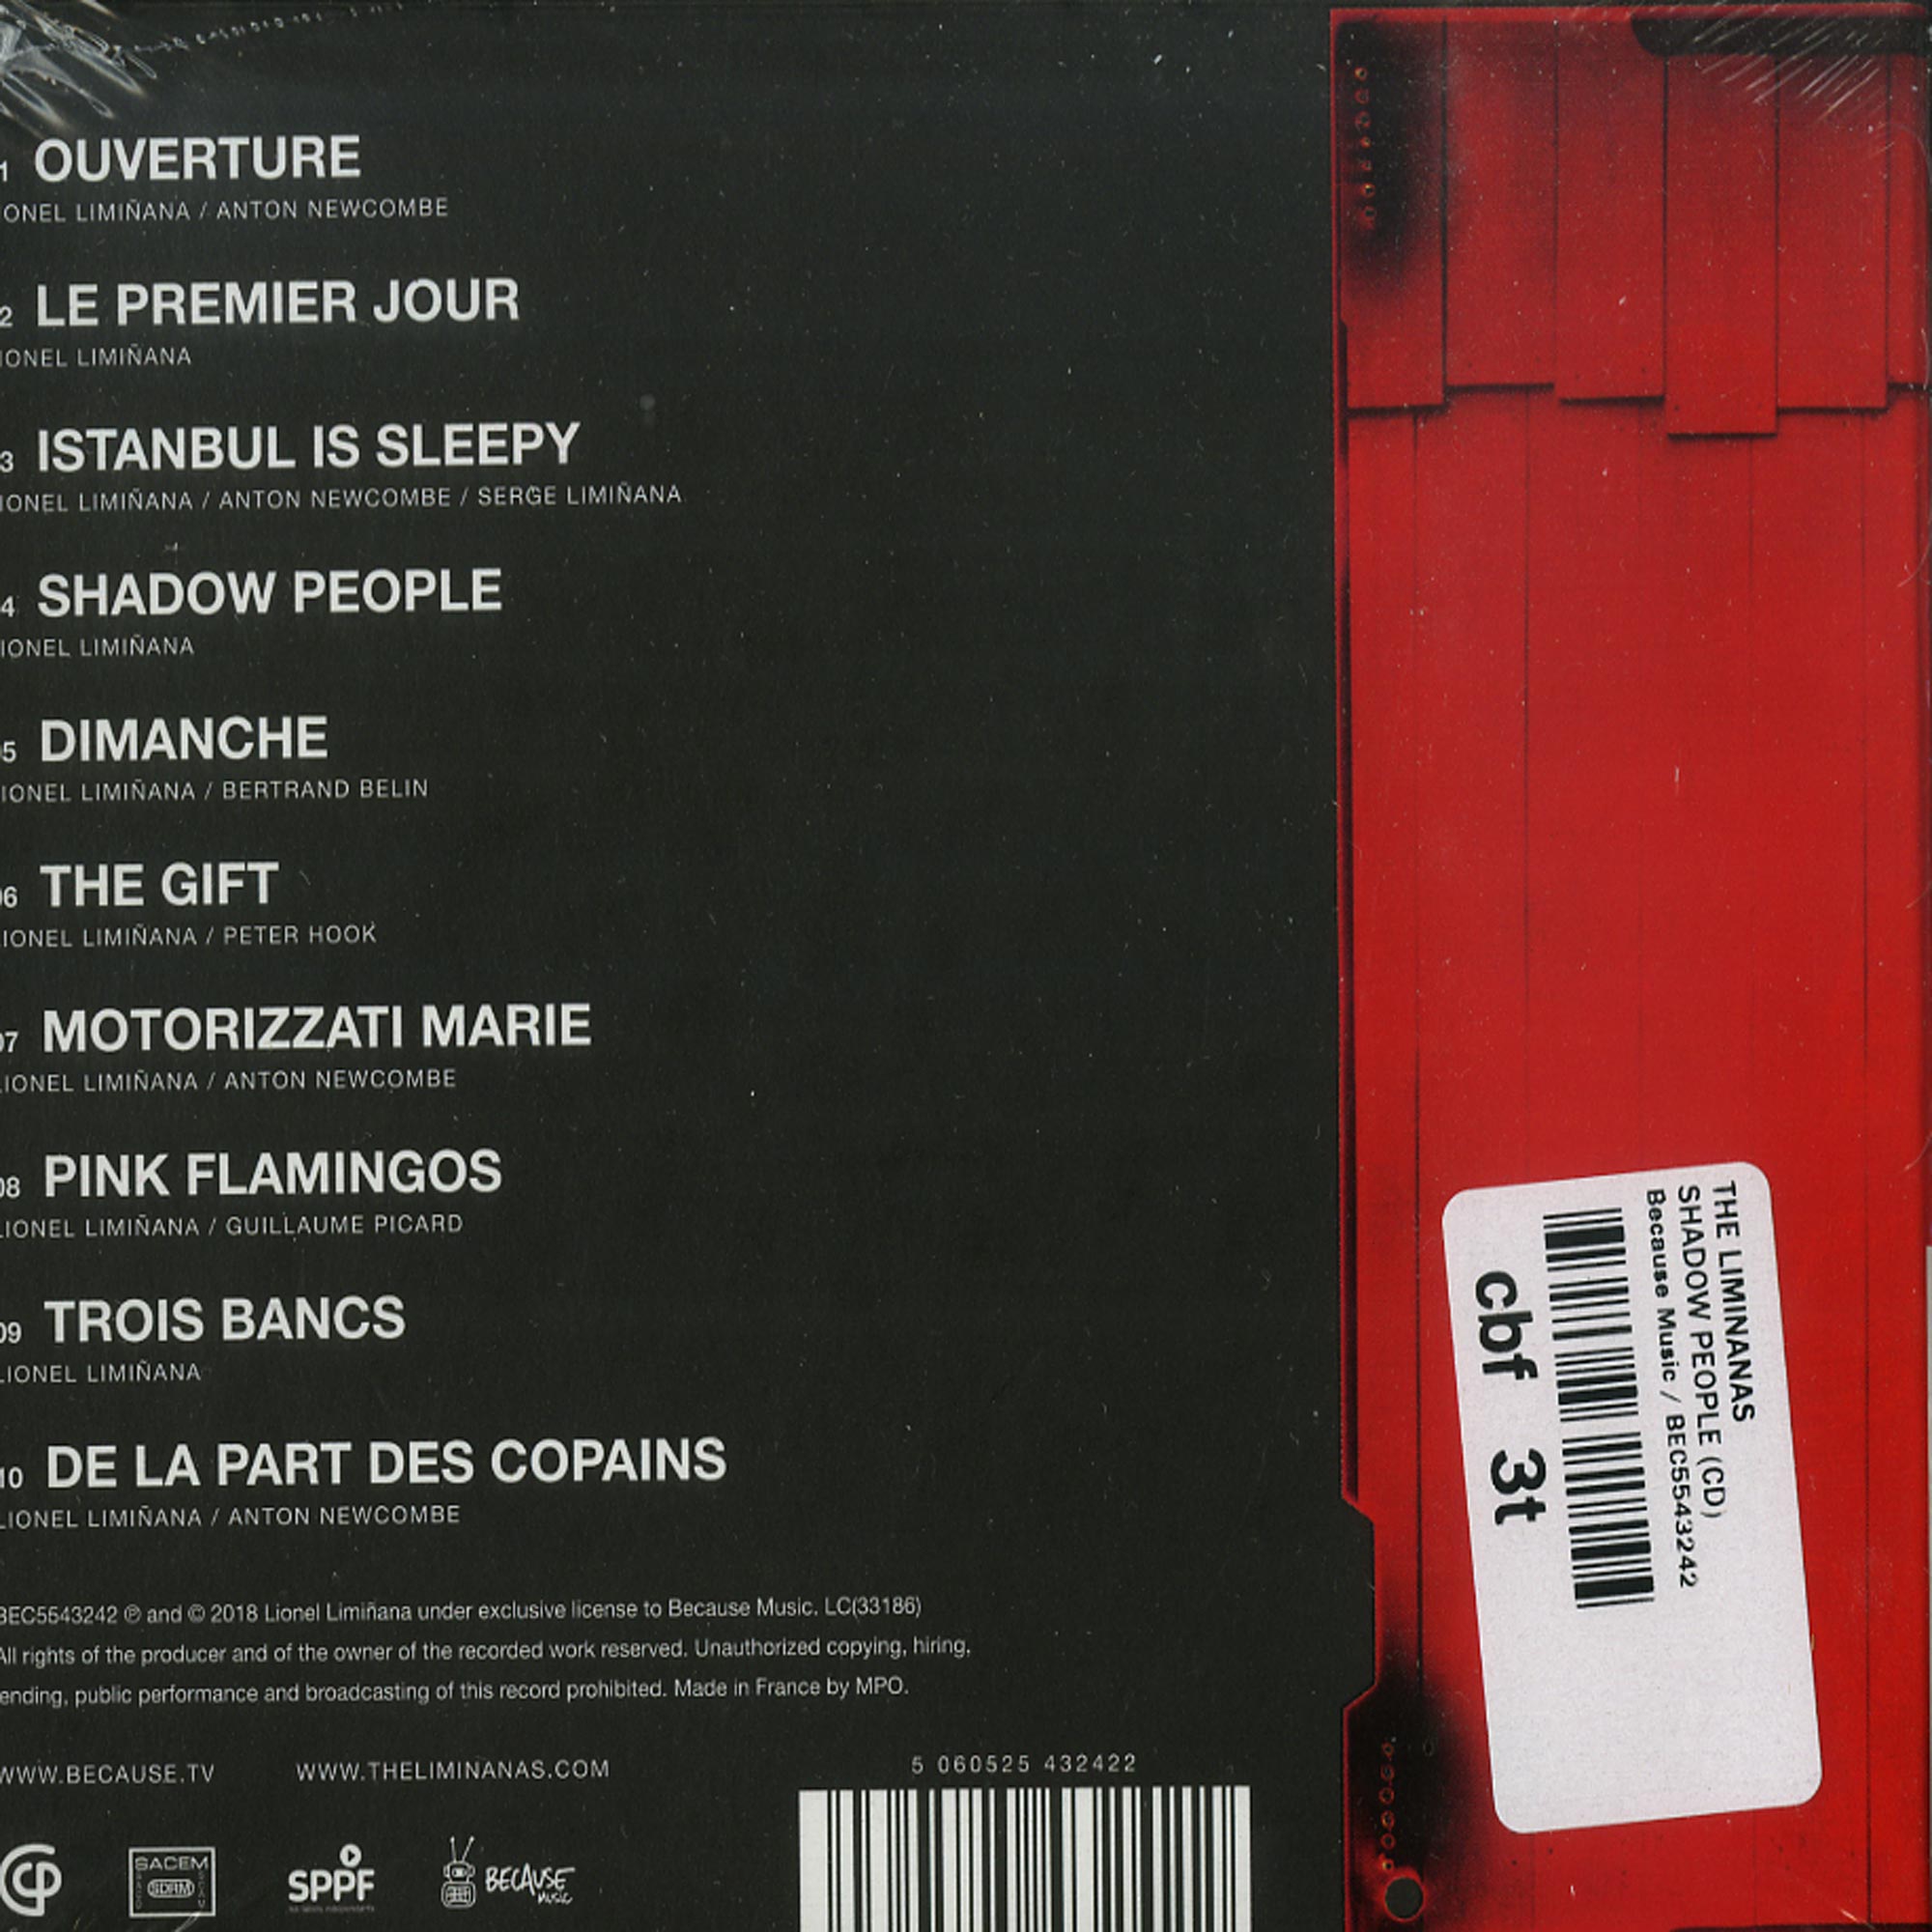 1 OUVERTURE
IONEL LIMIÑANA / ANTON NEWCOMBE
2 LE PREMIER JOUR
IONEL LIMIÑANA
3 ISTANBUL IS SLEEPY
IONEL LIMIÑANA / ANTON NEWCOMBE / SERGE LIMIÑANA
4 SHADOW PEOPLE
IONEL LIMIÑANA
5 DIMANCHE
IONEL LIMIÑANA / BERTRAND BELIN
06 THE GIFT
LIONEL LIMIÑANA / PETER HOOK
07 MOTORIZZATI MARIE
LIONEL LIMIÑANA / ANTON NEWCOMBE
08 PINK FLAMINGOS
LIONEL LIMIÑANA / GUILLAUME PICARD
09 TROIS BANCS
LIONEL LIMIÑANA
10 DE LA PART DES COPAINS
LIONEL LIMIÑANA / ANTON NEWCOMBE
BEC5543242 ℗ and © 2018 Lionel Limiñana under exclusive license to Because Music. LC(33186)
All rights of the producer and of the owner of the recorded work reserved. Unauthorized copying, hiring,
ending, public performance and broadcasting of this record prohibited. Made in France by MPO.
WWW.BECAUSE.TV WWW.THELIMINANAS.COM
5 060525 432422
SACEM
SDRM
SPPF
BECAUSE
MUSIC
THE LIMINANAS
SHADOW PEOPLE (CD)
Because Music / BEC5543242
cbf 3t